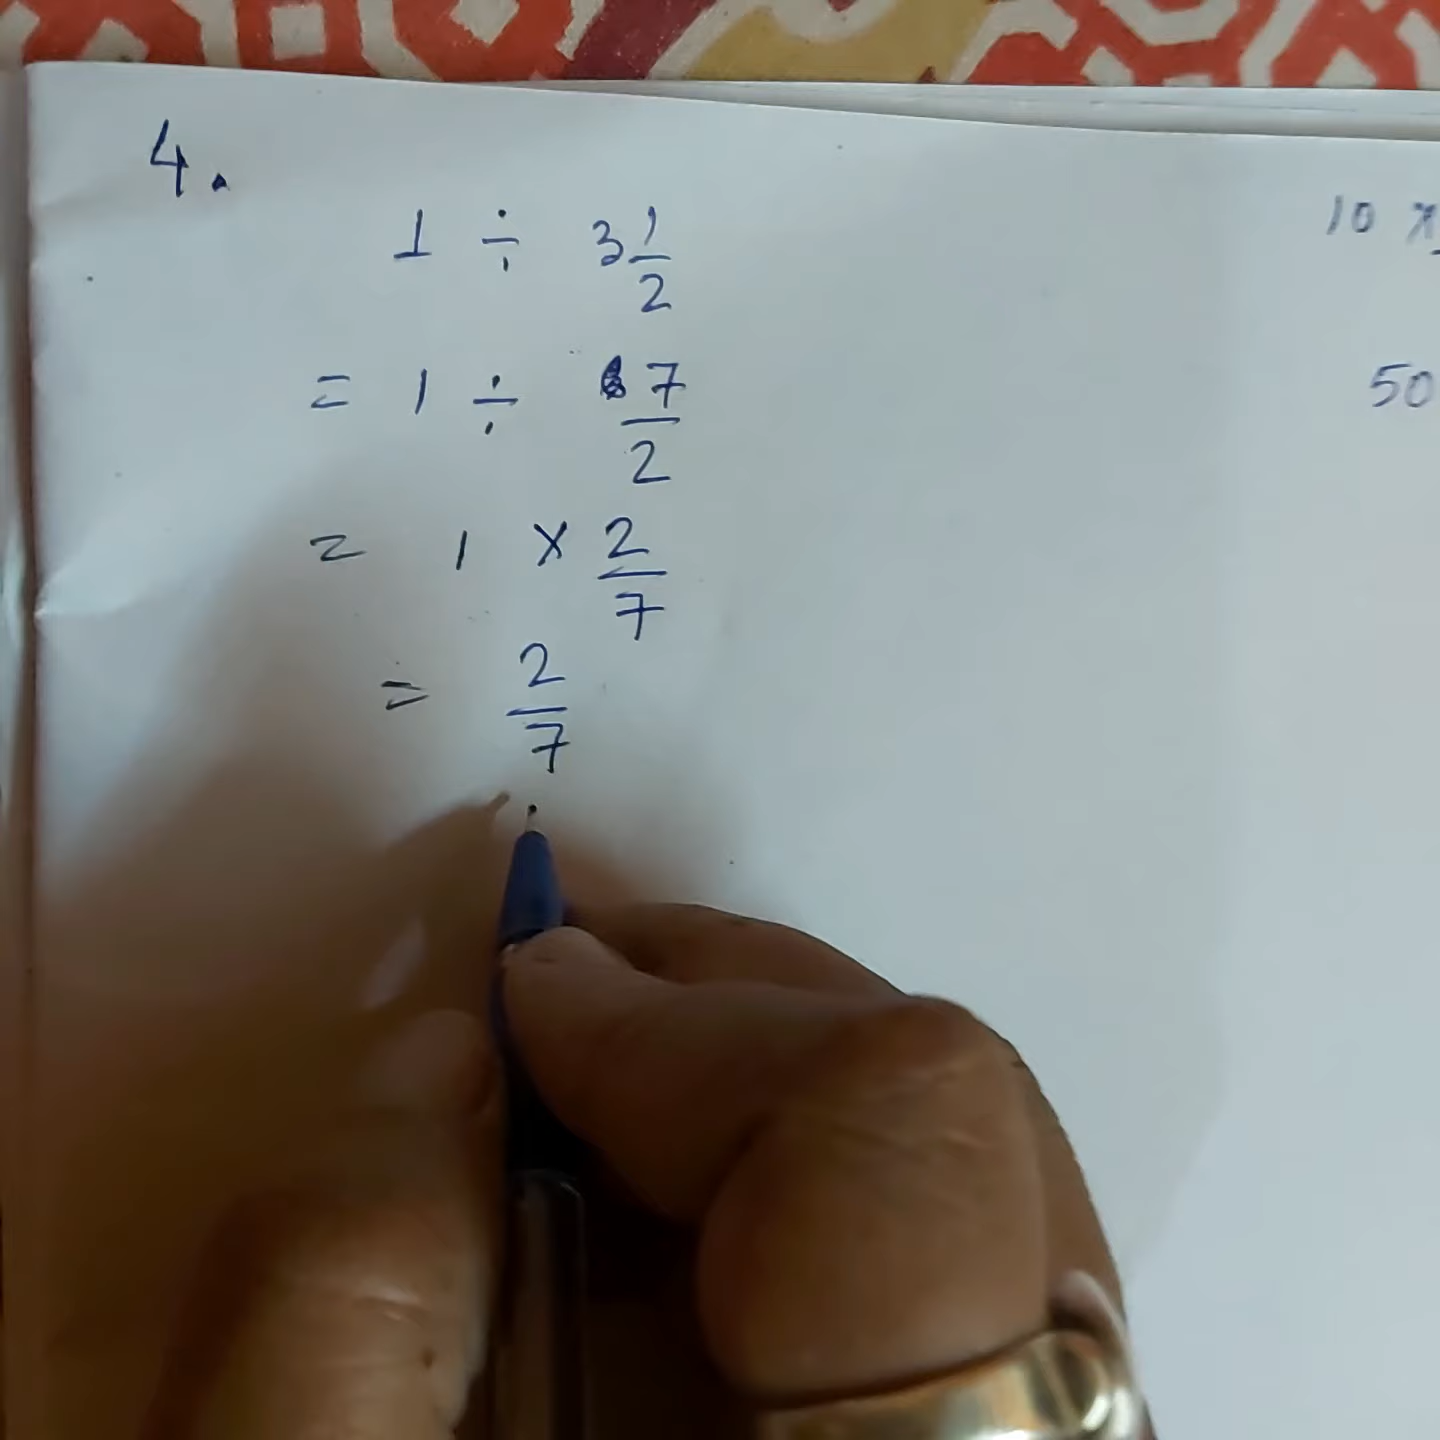 4.
1 ÷ 3 1/2
= 1 ÷ 7/2
= 1 × 2/7
= 2/7
10 ×
50